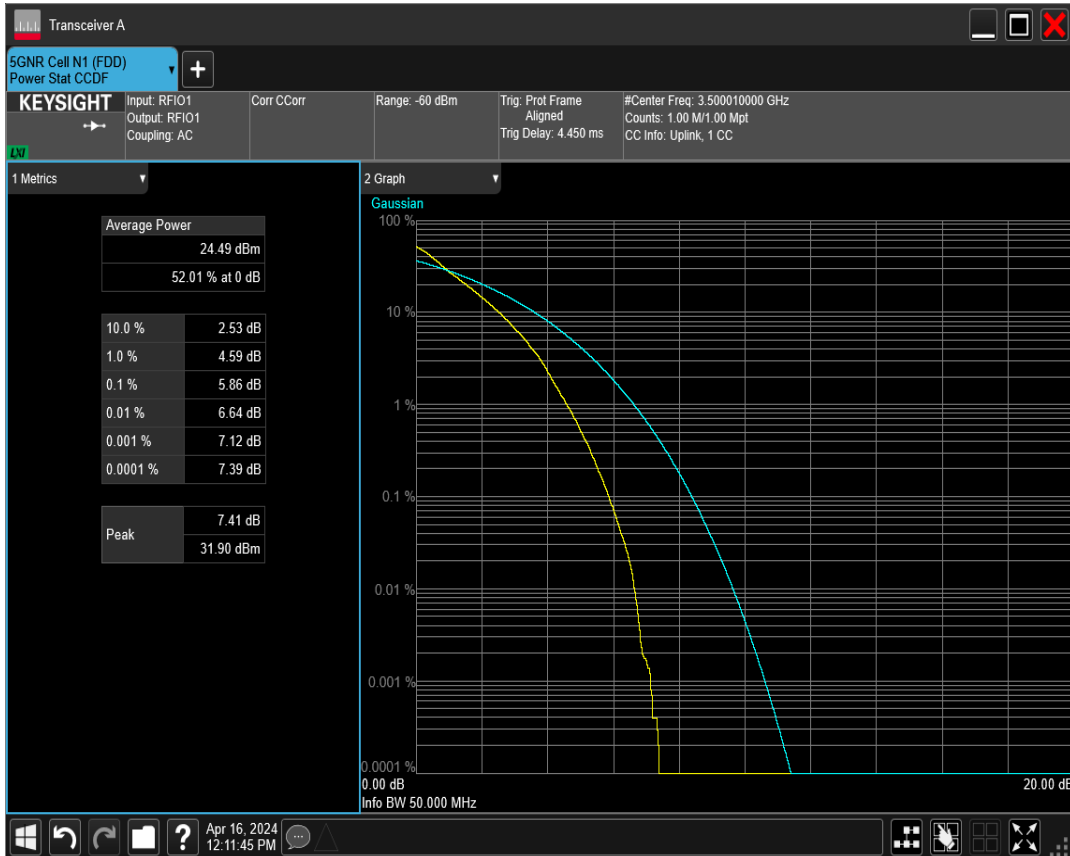 Transceiver A
5GNR Cell N1 (FDD)
Power Stat CCDF
+
KEYSIGHT
LXI
Input: RFIO1
Output: RFIO1
Coupling: AC
Corr CCorr
Range: -60 dBm
Trig: Prot Frame
Aligned
Trig Delay: 4.450 ms
#Center Freq: 3.500010000 GHz
Counts: 1.00 M/1.00 Mpt
CC Info: Uplink, 1 CC
1 Metrics
Average Power
24.49 dBm
52.01 % at 0 dB
10.0 % 2.53 dB
1.0 % 4.59 dB
0.1 % 5.86 dB
0.01 % 6.64 dB
0.001 % 7.12 dB
0.0001 % 7.39 dB
Peak
7.41 dB
31.90 dBm
2 Graph
Gaussian
100 %
10 %
1 %
0.1 %
0.01 %
0.001 %
0.0001 %
0.00 dB 20.00 dB
Info BW 50.000 MHz
?
Apr 16, 2024
12:11:45 PM